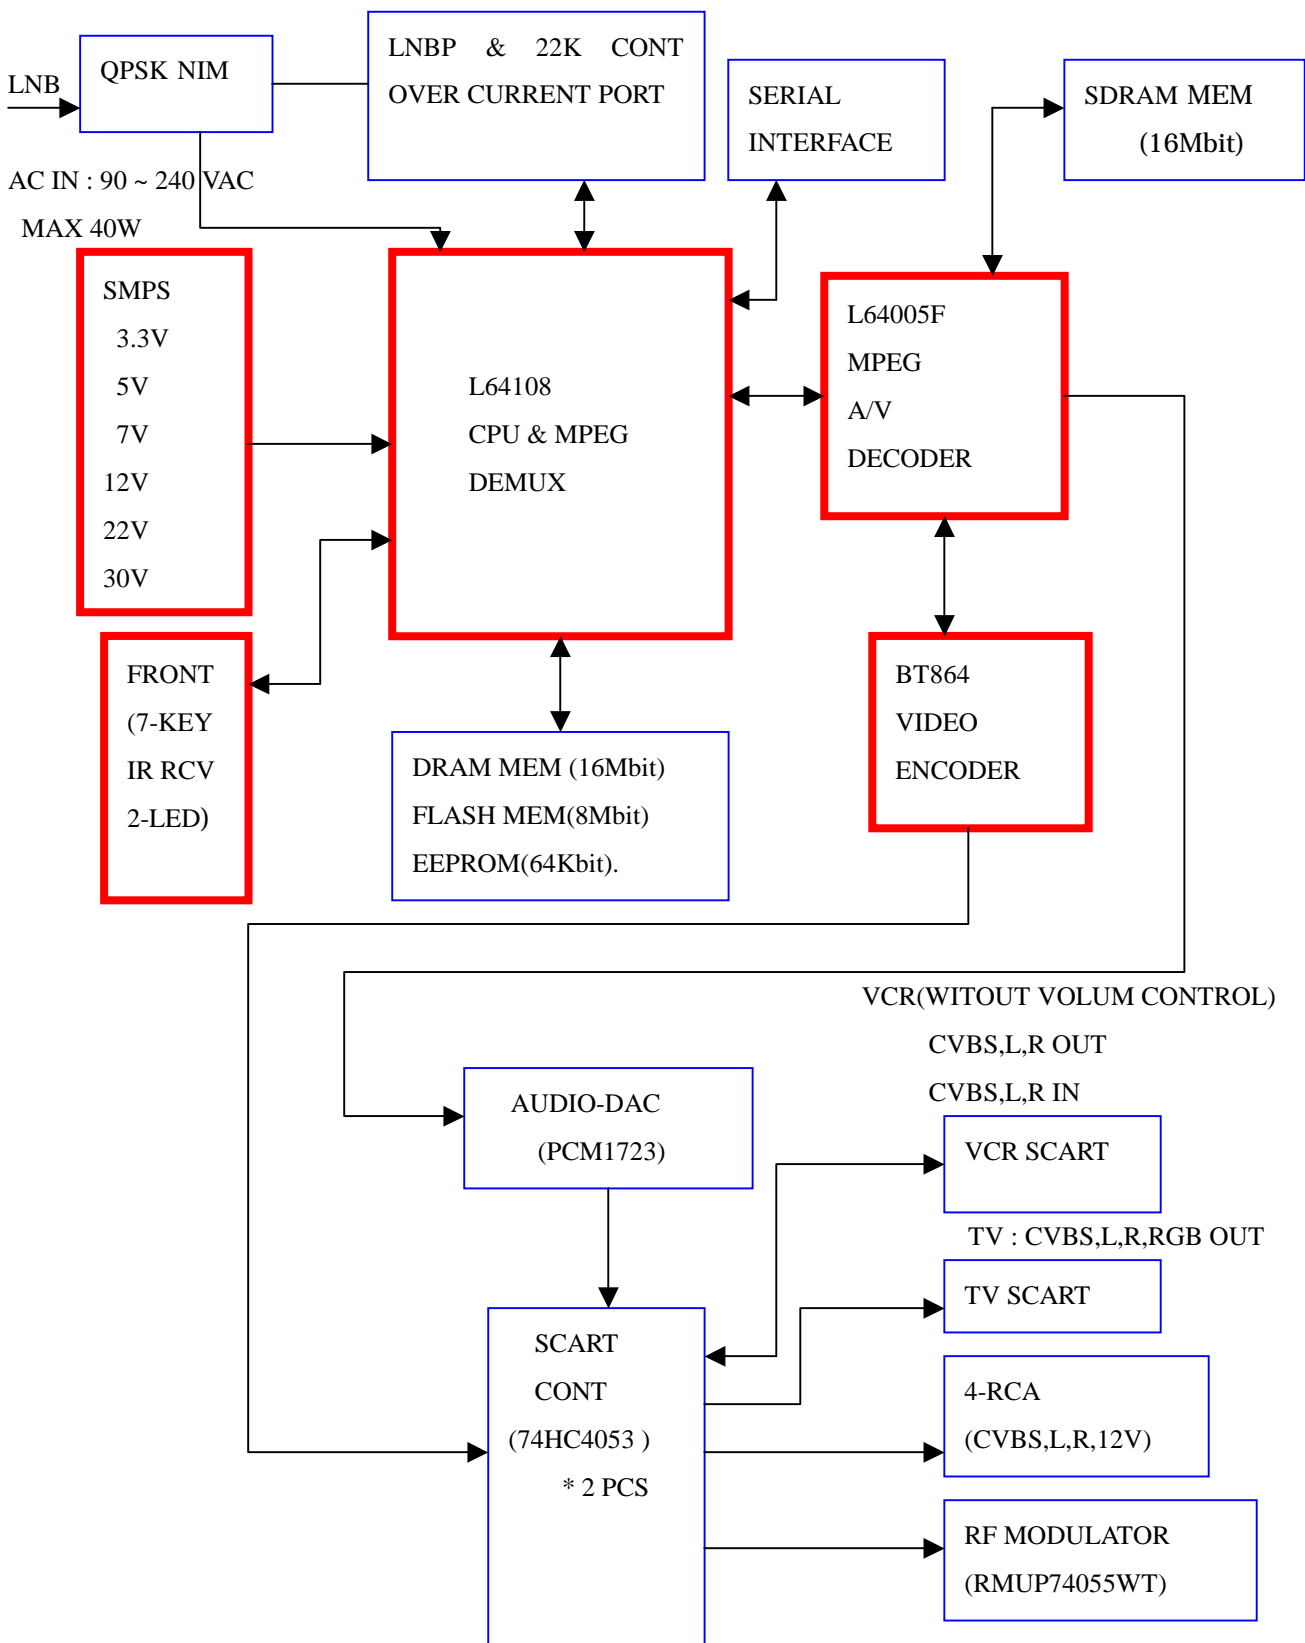 LNB
QPSK NIM
LNBP & 22K CONT
OVER CURRENT PORT
SERIAL
INTERFACE
SDRAM MEM
(16Mbit)
AC IN : 90 ~ 240 VAC
MAX 40W
SMPS
3.3V
5V
7V
12V
22V
30V
L64108
CPU & MPEG
DEMUX
L64005F
MPEG
A/V
DECODER
FRONT
(7-KEY
IR RCV
2-LED)
DRAM MEM (16Mbit)
FLASH MEM(8Mbit)
EEPROM(64Kbit).
BT864
VIDEO
ENCODER
VCR(WITOUT VOLUM CONTROL)
CVBS,L,R OUT
CVBS,L,R IN
AUDIO-DAC
(PCM1723)
VCR SCART
TV : CVBS,L,R,RGB OUT
TV SCART
SCART
CONT
(74HC4053 )
* 2 PCS
4-RCA
(CVBS,L,R,12V)
RF MODULATOR
(RMUP74055WT)